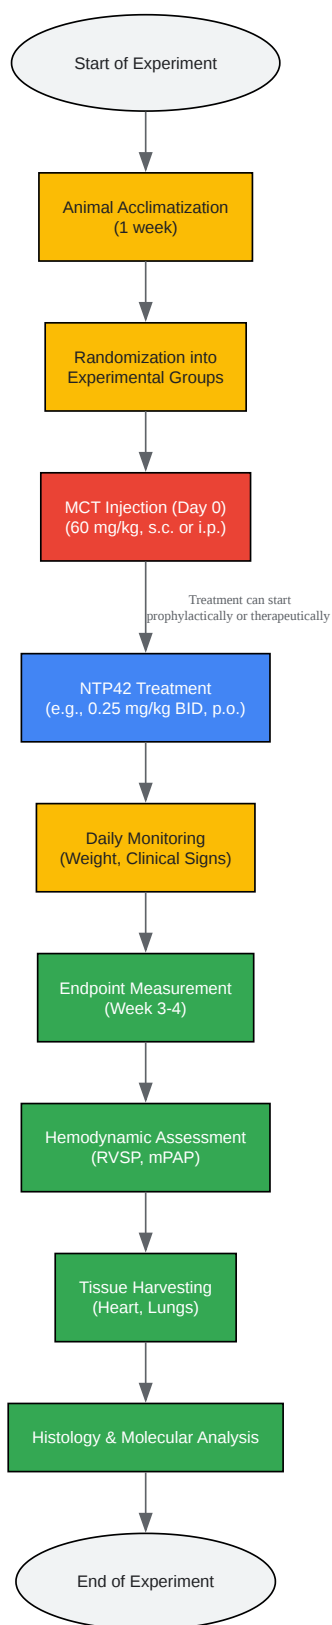 Start of Experiment
Animal Acclimatization
(1 week)
Randomization into
Experimental Groups
MCT Injection (Day 0)
(60 mg/kg, s.c. or i.p.)
Treatment can start
prophylactically or therapeutically
NTP42 Treatment
(e.g., 0.25 mg/kg BID, p.o.)
Daily Monitoring
(Weight, Clinical Signs)
Endpoint Measurement
(Week 3-4)
Hemodynamic Assessment
(RVSP, mPAP)
Tissue Harvesting
(Heart, Lungs)
Histology & Molecular Analysis
End of Experiment